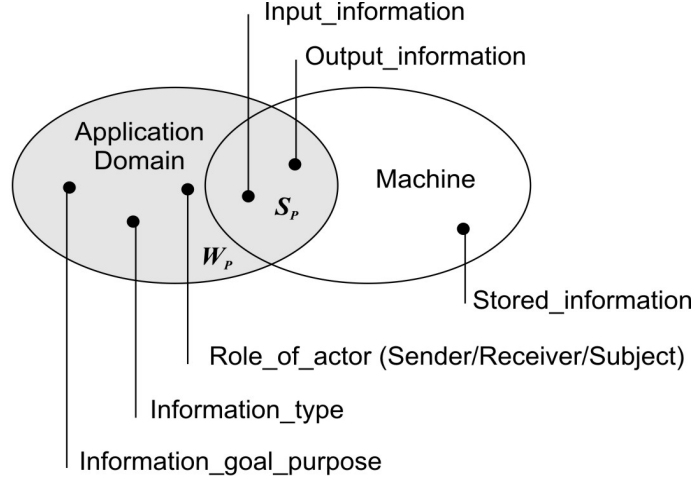 Input_information
Output_information
Application
Domain
Machine
S_P
W_P
Stored_information
Role_of_actor (Sender/Receiver/Subject)
Information_type
Information_goal_purpose